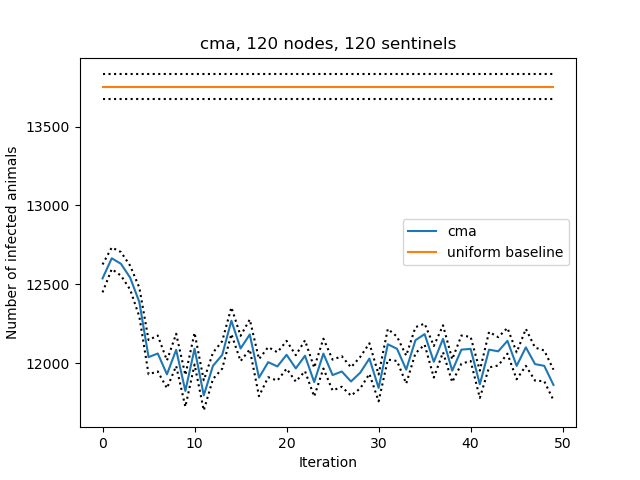 cma, 120 nodes, 120 sentinels
Number of infected animals
13500
13000
12500
12000
cma
uniform baseline
0 10 20 30 40 50
Iteration